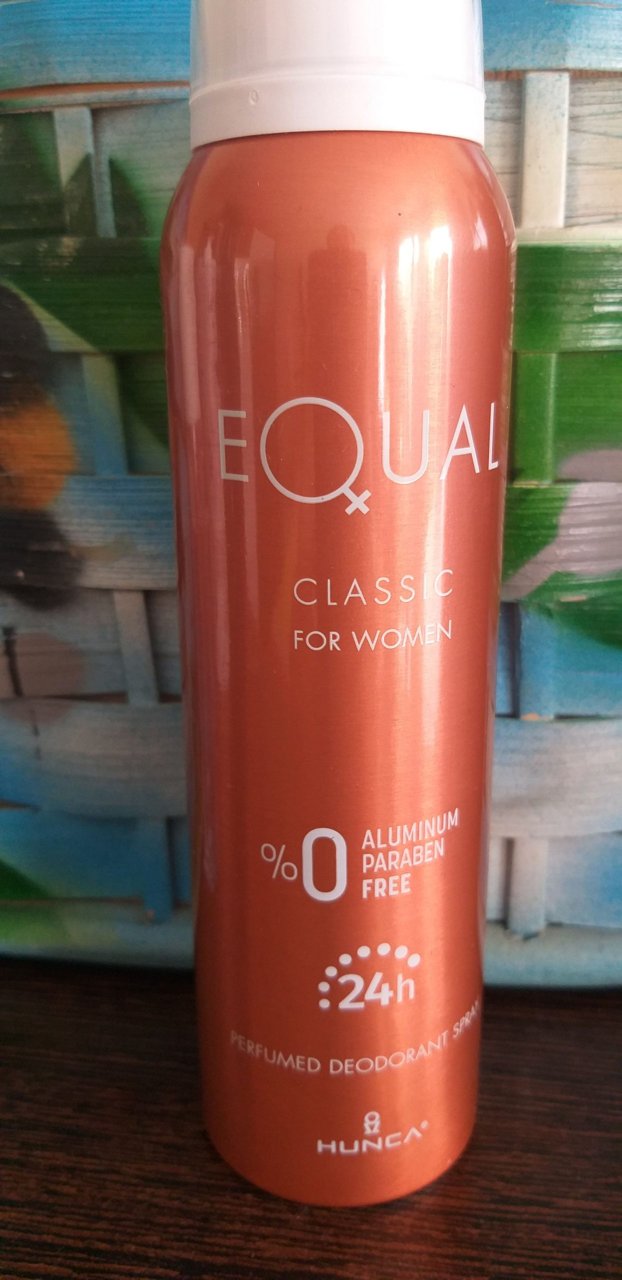 EQUAL
CLASSIC
FOR WOMEN
%0 ALUMINUM
PARABEN
FREE
24h
PERFUMED DEODORANT SPRAY
HUNCA®